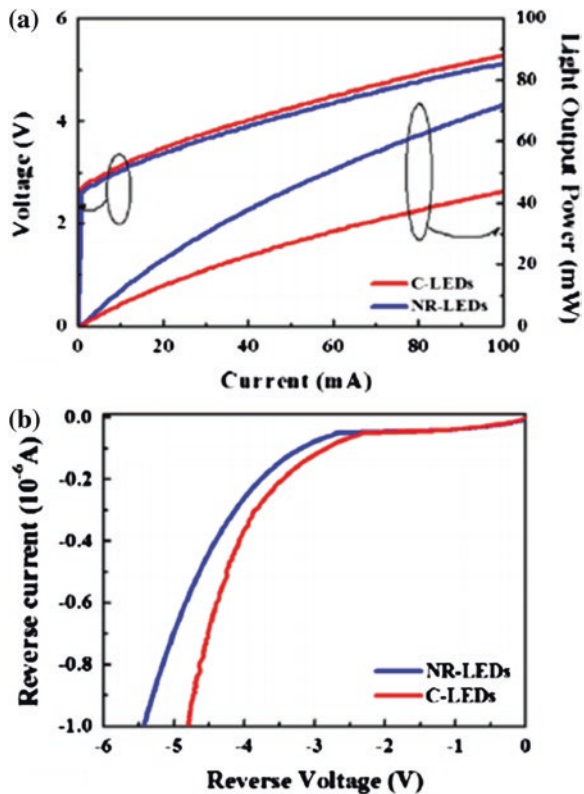 (a)
6
4
2
0
Voltage (V)
100
80
60
40
20
0
Light Output Power (mW)
C-LEDs
NR-LEDs
0 20 40 60 80 100
Current (mA)
(b)
0.0
-0.2
-0.4
-0.6
-0.8
-1.0
Reverse current (10⁻⁶A)
NR-LEDs
C-LEDs
-6 -5 -4 -3 -2 -1 0
Reverse Voltage (V)